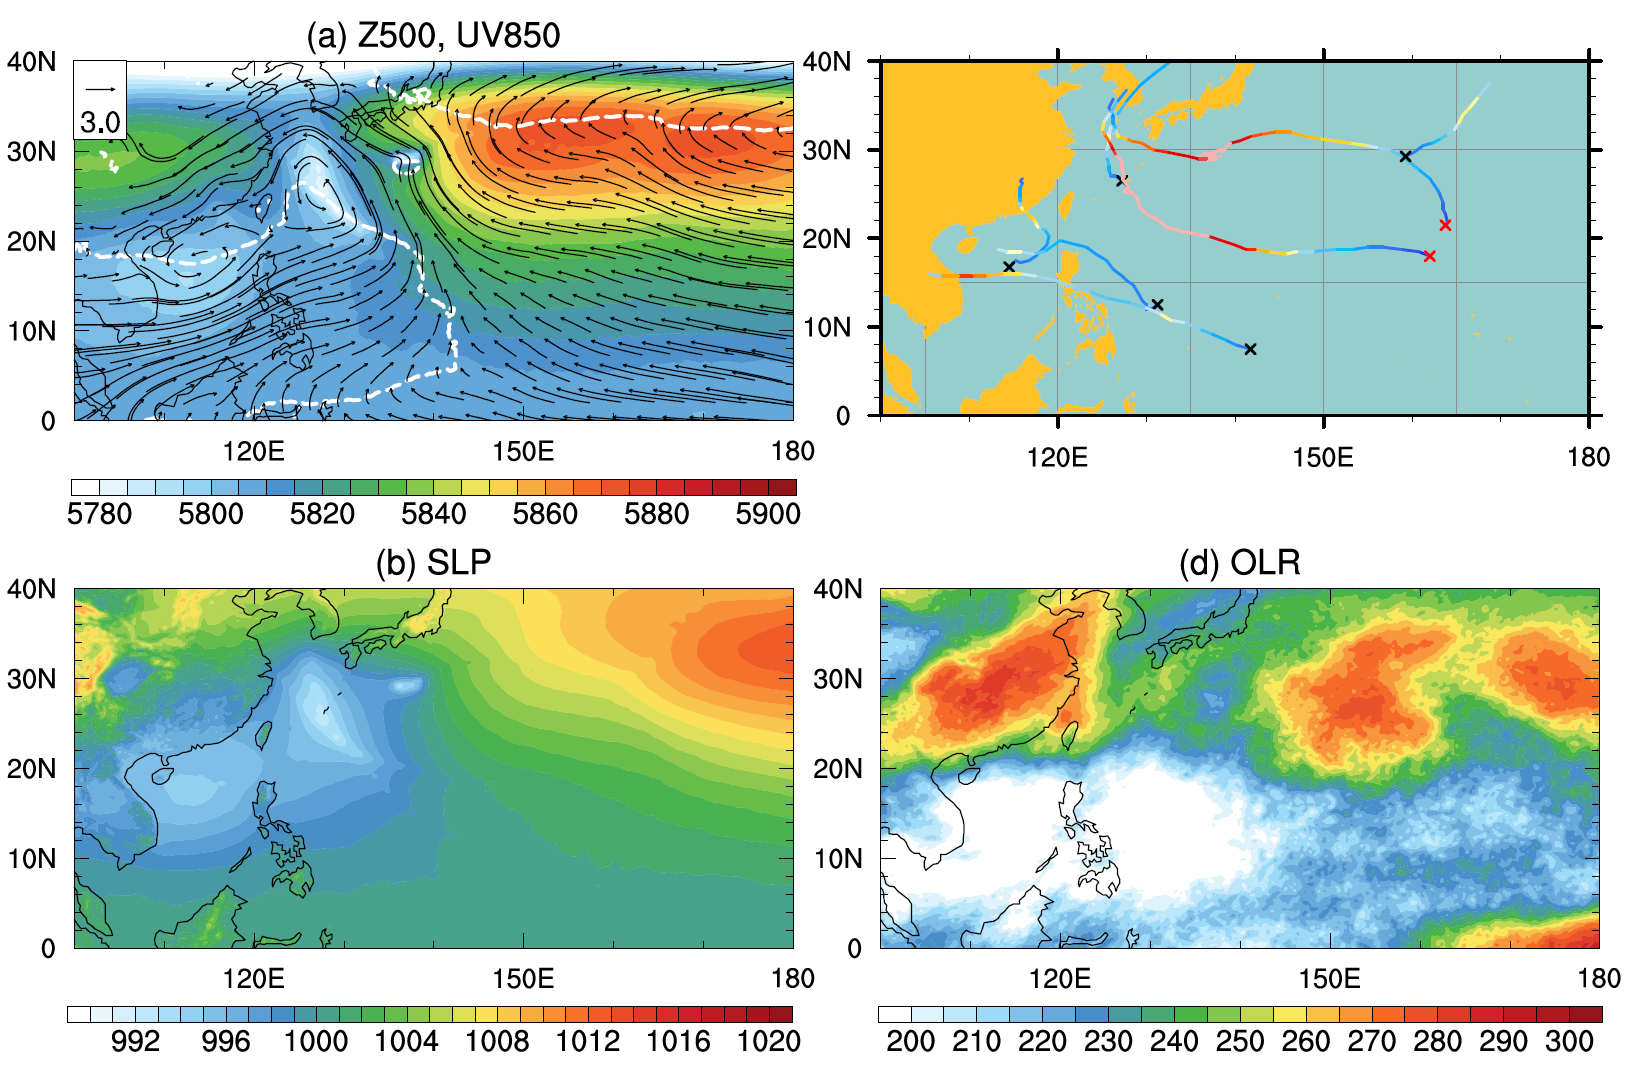 (a) Z500, UV850
40N
30N
20N
10N
0
3.0
120E
150E
180
5780
5800
5820
5840
5860
5880
5900
40N
30N
20N
10N
0
120E
150E
180
(b) SLP
40N
30N
20N
10N
0
120E
150E
180
992
996
1000
1004
1008
1012
1016
1020
(d) OLR
40N
30N
20N
10N
0
120E
150E
180
200
210
220
230
240
250
260
270
280
290
300